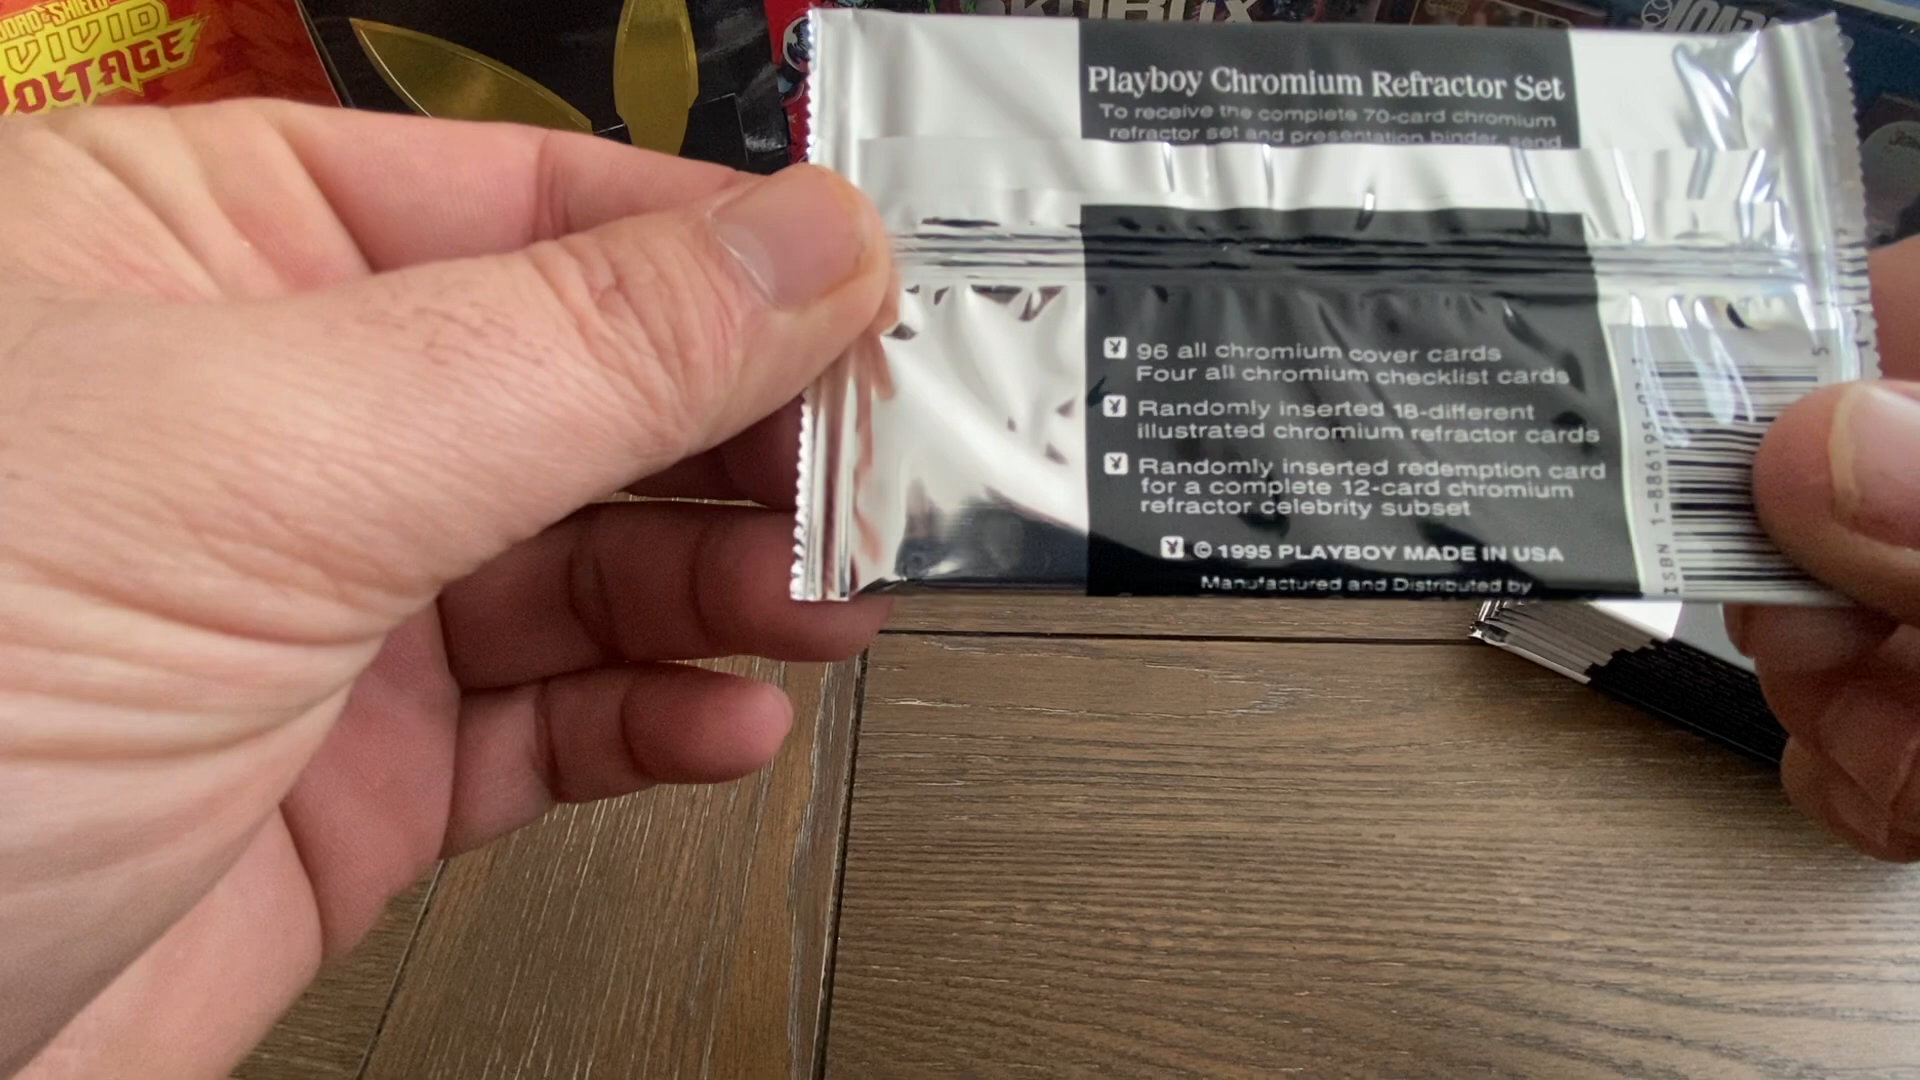 VIVID
VOLTAGE
Playboy Chromium Refractor Set
To receive the complete 70-card chromium
refractor set and presentation binder, send
96 all chromium cover cards
Four all chromium checklist cards
Randomly inserted 18-different
illustrated chromium refractor cards
Randomly inserted redemption card
for a complete 12-card chromium
refractor celebrity subset
© 1995 PLAYBOY MADE IN USA
Manufactured and Distributed by
5